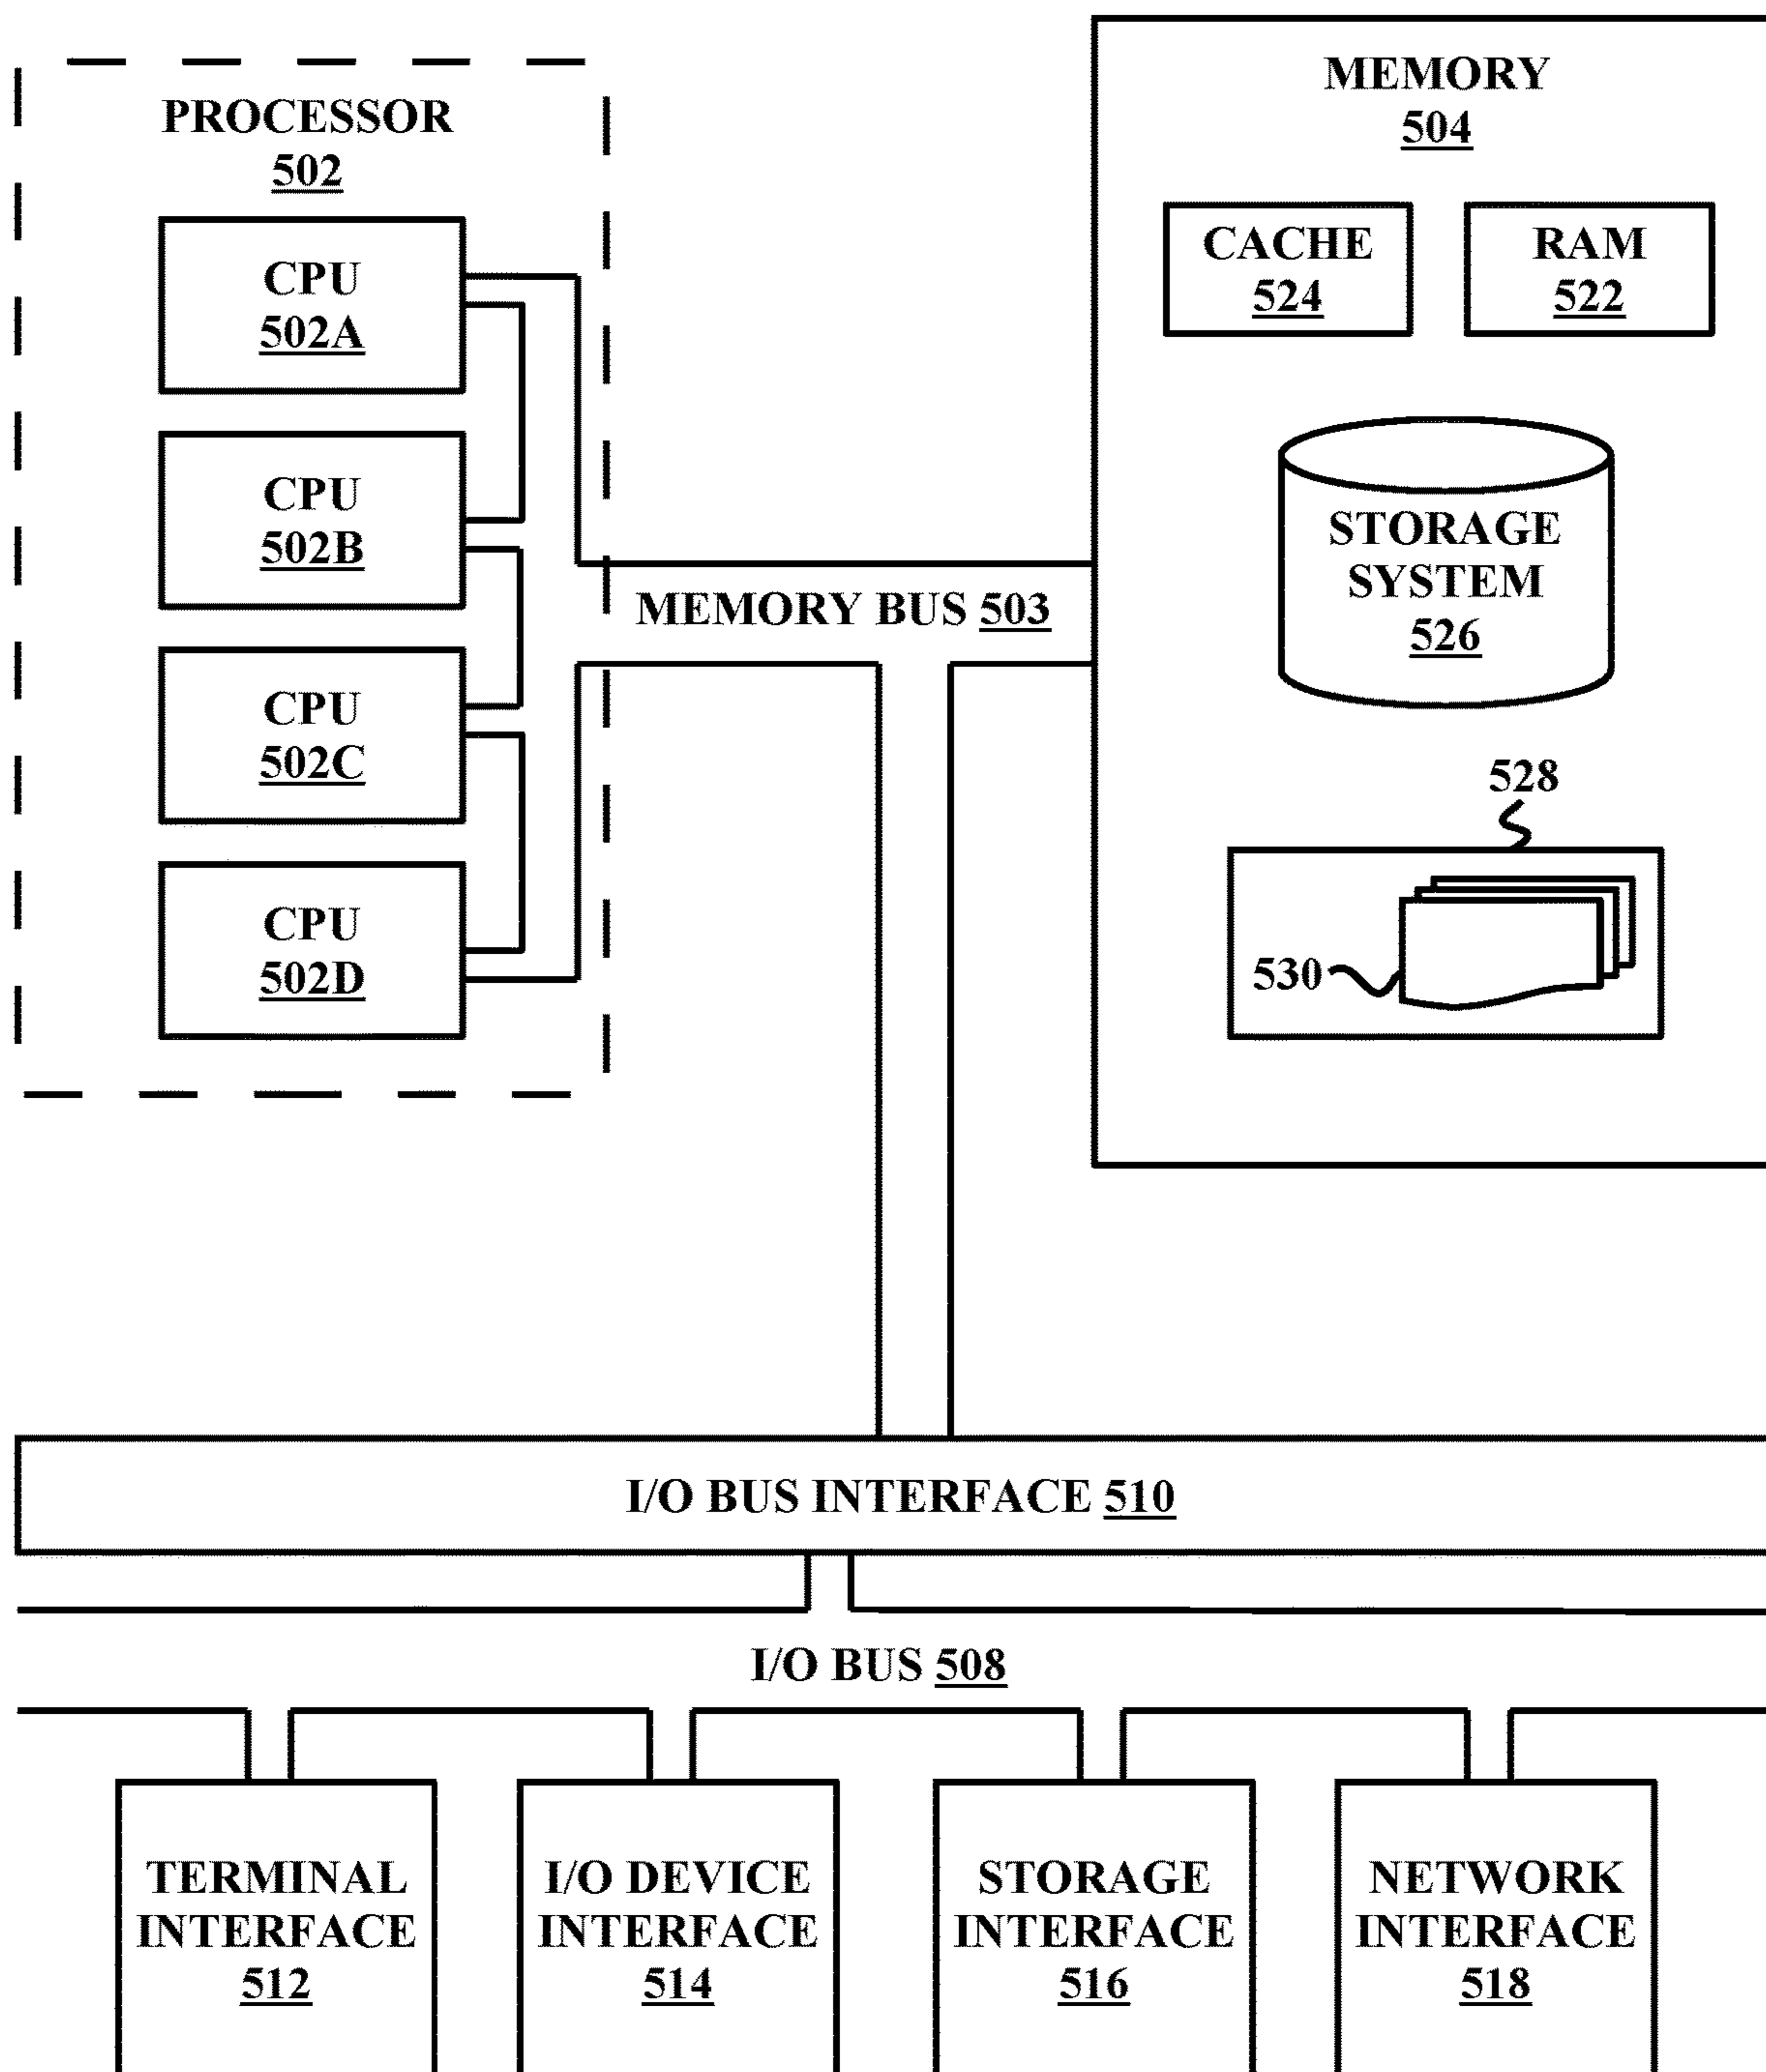 PROCESSOR
502
CPU
502A
CPU
502B
CPU
502C
CPU
502D
MEMORY BUS 503
MEMORY
504
CACHE
524
RAM
522
STORAGE
SYSTEM
526
528
530
I/O BUS INTERFACE 510
I/O BUS 508
TERMINAL
INTERFACE
512
I/O DEVICE
INTERFACE
514
STORAGE
INTERFACE
516
NETWORK
INTERFACE
518